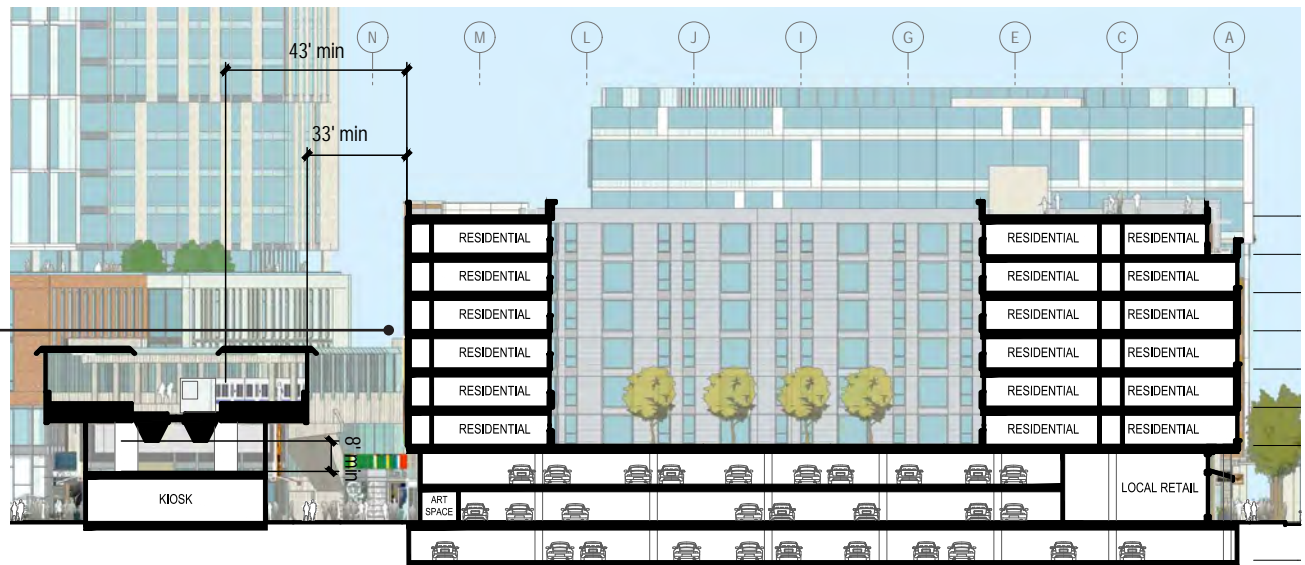 N M L J I G E C A
43' min
33' min
RESIDENTIAL RESIDENTIAL RESIDENTIAL
RESIDENTIAL RESIDENTIAL RESIDENTIAL
RESIDENTIAL RESIDENTIAL RESIDENTIAL
RESIDENTIAL RESIDENTIAL RESIDENTIAL
RESIDENTIAL RESIDENTIAL RESIDENTIAL
RESIDENTIAL RESIDENTIAL RESIDENTIAL
8' min
KIOSK
ART
SPACE
LOCAL RETAIL